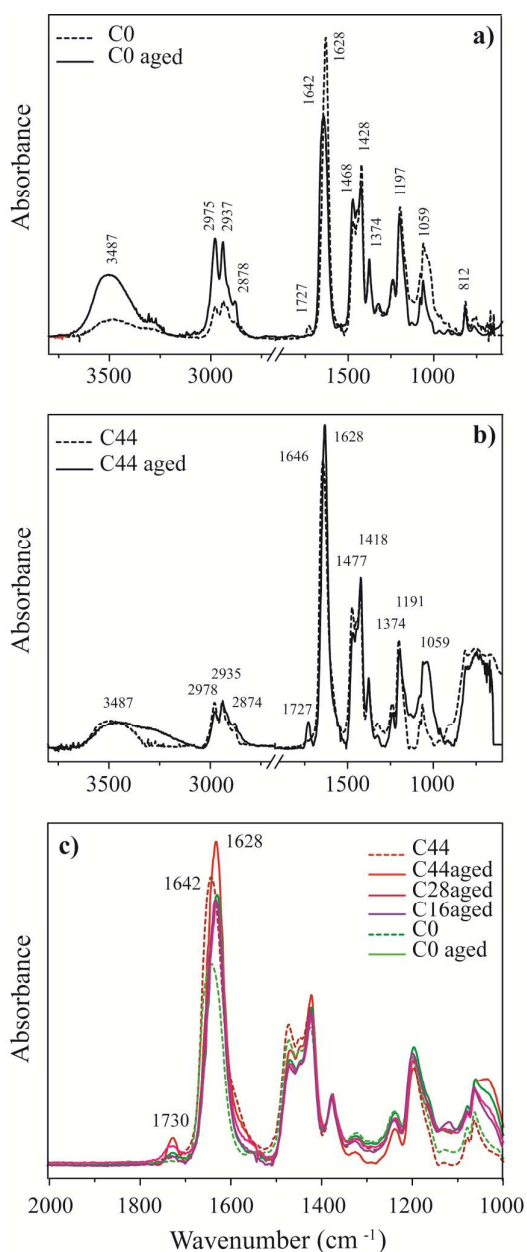 C0
C0 aged
a)
1628
1642
1428
1468
1374
1197
1059
812
1727
2975
2937
2878
3487
Absorbance
3500
3000
1500
1000
C44
C44 aged
b)
1646
1628
1418
1477
1191
1374
1059
1727
2935
2978
2874
3487
Absorbance
3500
3000
1500
1000
c)
1628
1642
C44
C44aged
C28aged
C16aged
C0
C0 aged
1730
Absorbance
2000
1800
1600
1400
1200
1000
Wavenumber (cm -1)